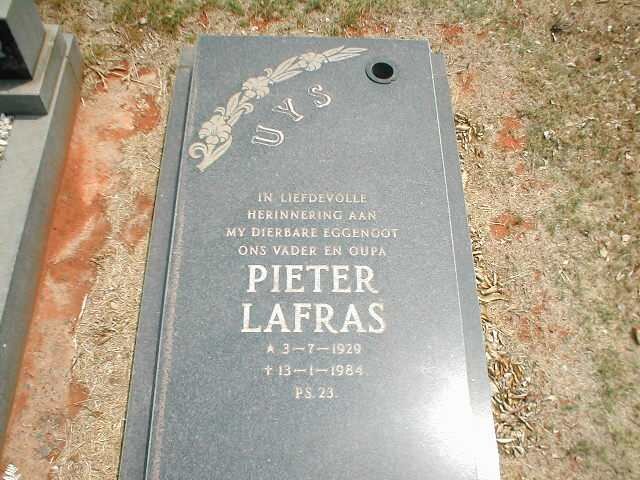 UYS
IN LIEFDEVOLLE
HERINNERING AAN
MY DIERBARE EGGENOOT
ONS VADER EN OUPA
PIETER
LAFRAS
★ 3-7-1929
✝ 13-1-1984
PS. 23.